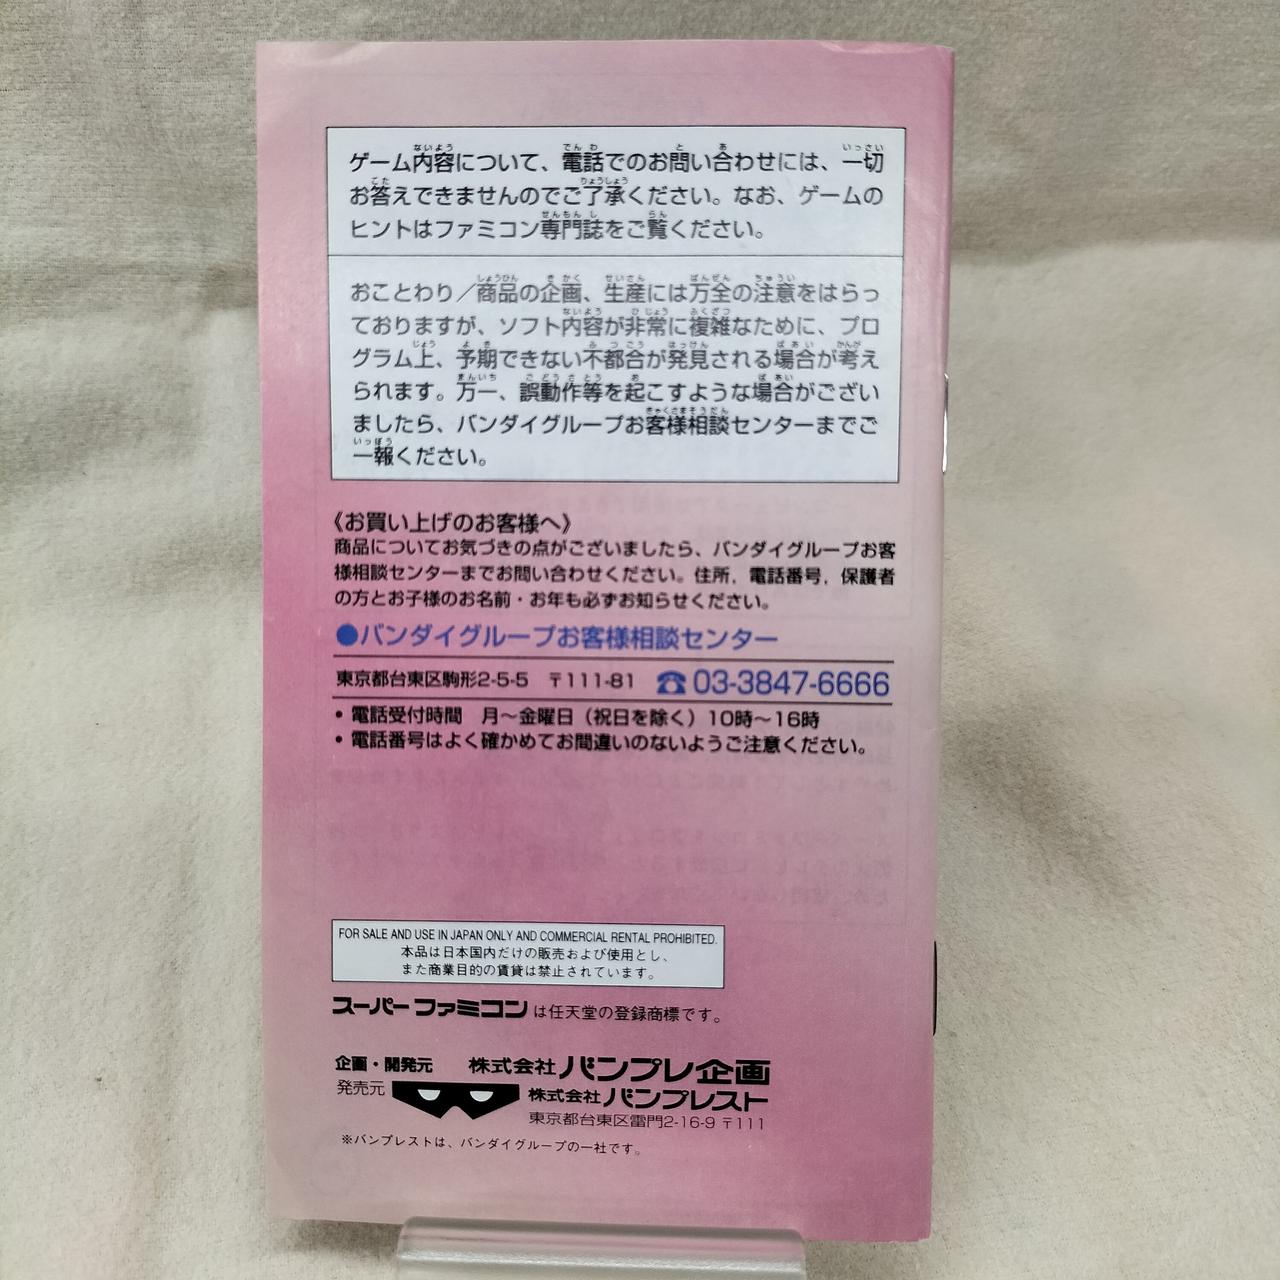 ゲーム内容について、電話でのお問い合わせには、一切
お答えできませんのでご了承ください。なお、ゲームの
ヒントはファミコン専門誌をご覧ください。
おことわり／商品の企画、生産には万全の注意をはらっ
ておりますが、ソフト内容が非常に複雑なために、プロ
グラム上、予期できない不都合が発見される場合が考え
られます。万一、誤動作等を起こすような場合がござい
ましたら、バンダイグループお客様相談センターまでご
一報ください。
《お買い上げのお客様へ》
商品についてお気づきの点がございましたら、バンダイグループお客
様相談センターまでお問い合わせください。住所，電話番号，保護者
の方とお子様のお名前・お年も必ずお知らせください。
●バンダイグループお客様相談センター
東京都台東区駒形2-5-5　〒111-81　☎03-3847-6666
• 電話受付時間　月～金曜日（祝日を除く）10時～16時
• 電話番号はよく確かめてお間違いのないようご注意ください。
FOR SALE AND USE IN JAPAN ONLY AND COMMERCIAL RENTAL PROHIBITED.
本品は日本国内だけの販売および使用とし、
また商業目的の賃貸は禁止されています。
スーパーファミコンは任天堂の登録商標です。
企画・開発元　株式会社バンプレ企画
発売元　株式会社バンプレスト
東京都台東区雷門2-16-9 〒111
※バンプレストは、バンダイグループの一社です。